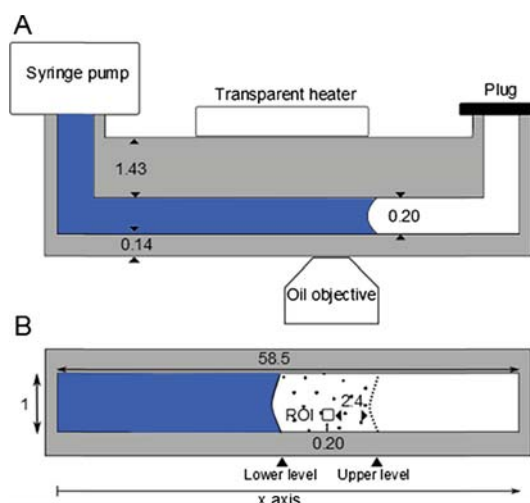 A
Syringe pump
Transparent heater
Plug
1.43
0.20
0.14
Oil objective
B
58.5
1
2.4
ROI
0.20
Lower level
Upper level
x axis